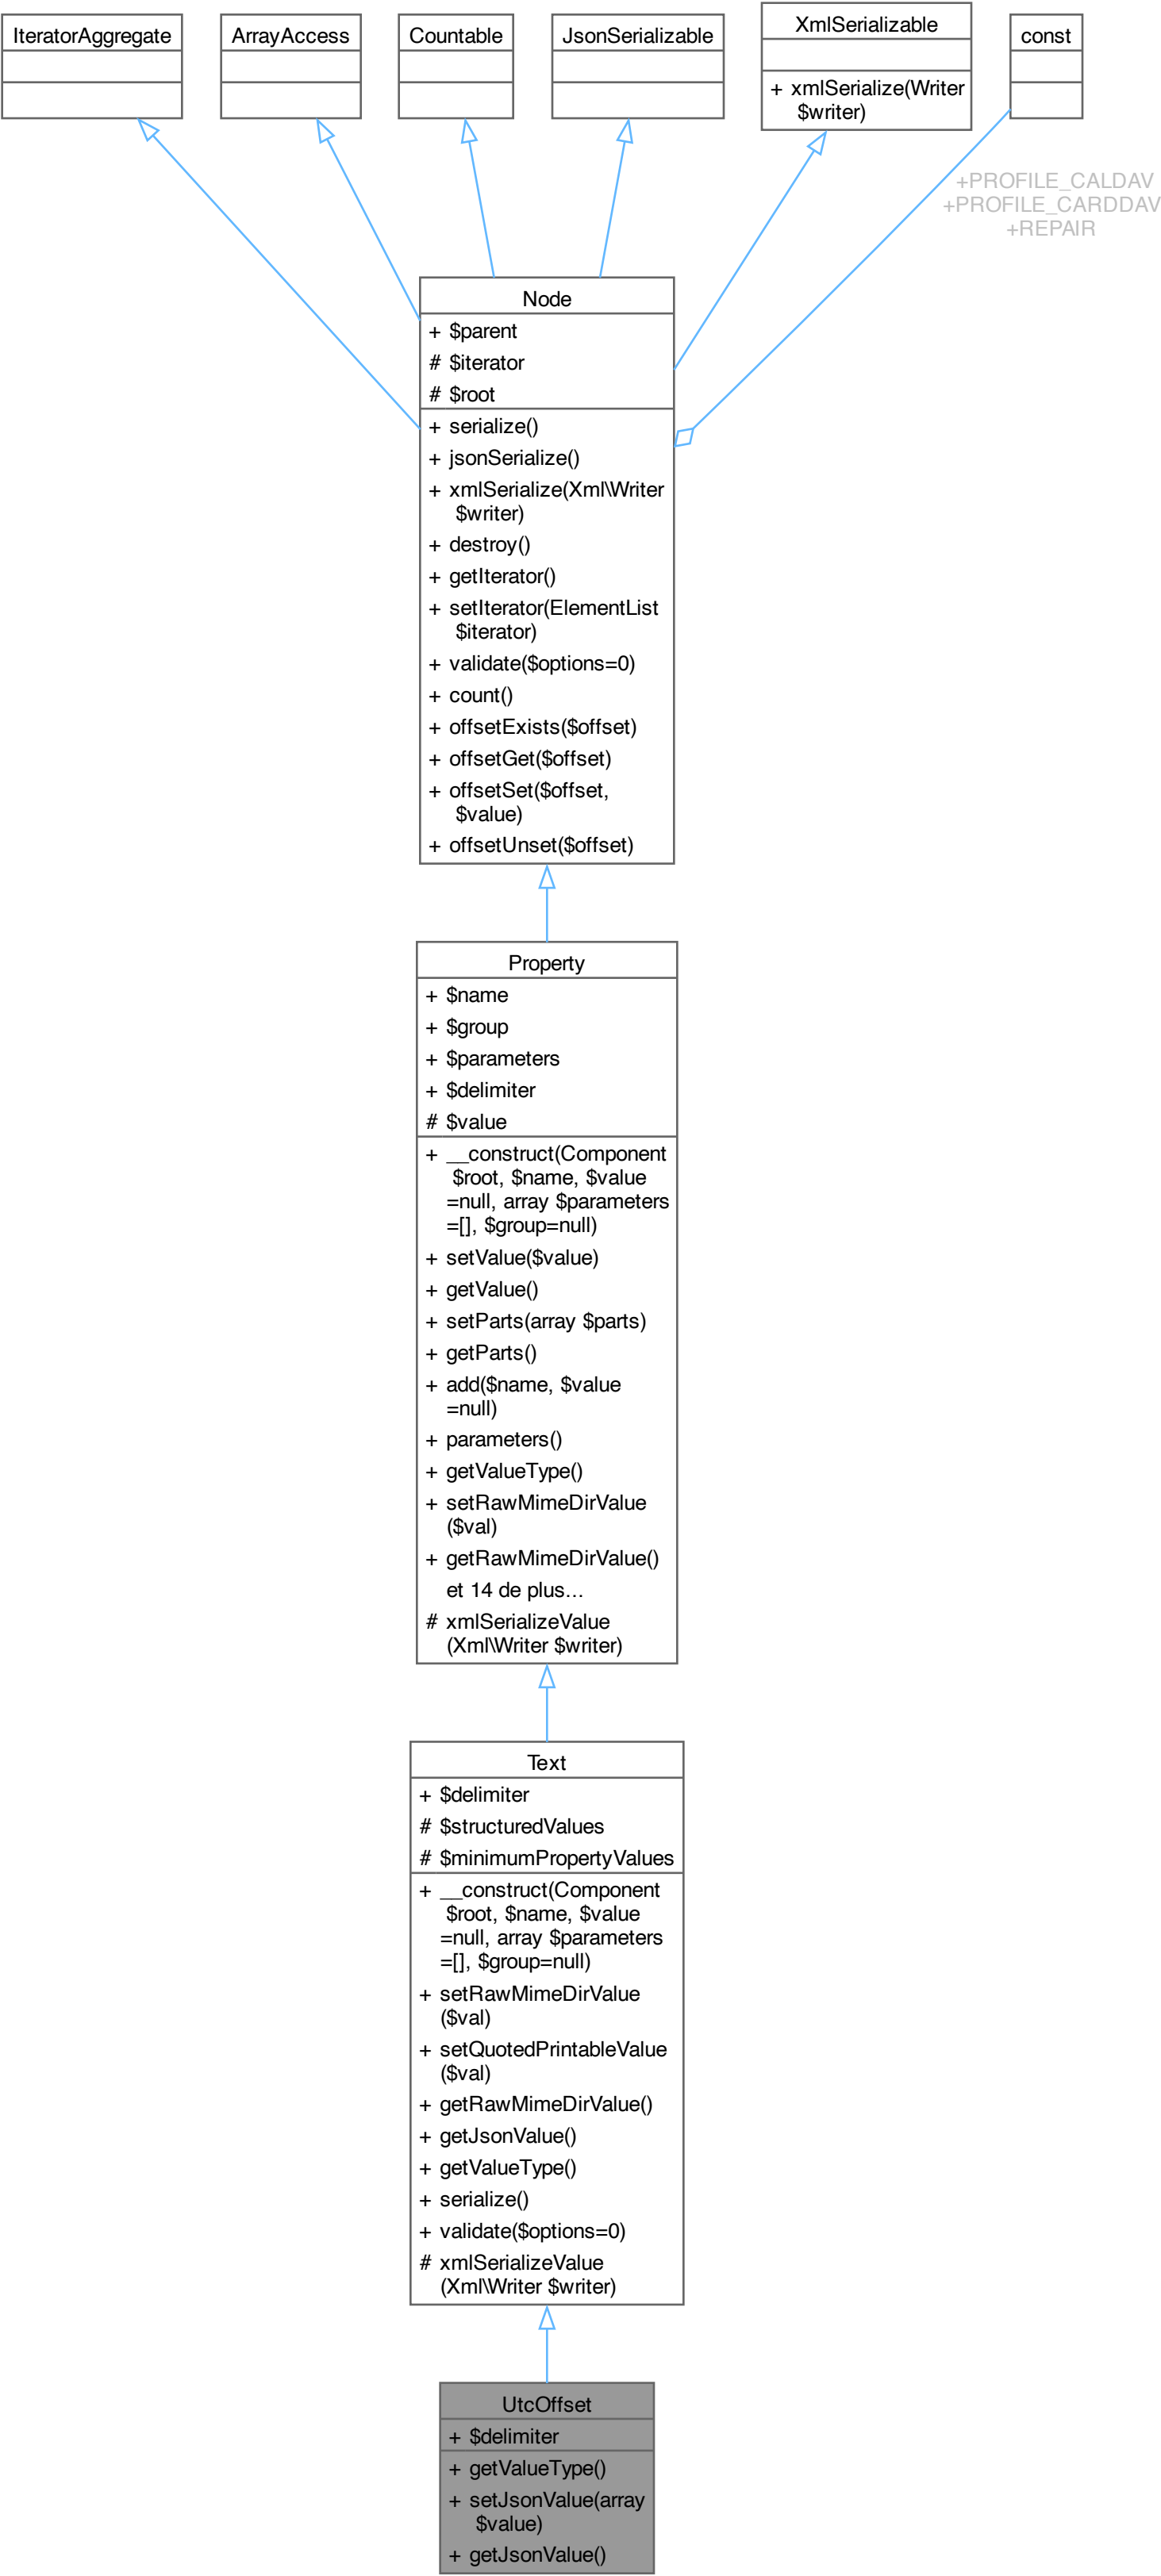 IteratorAggregate
ArrayAccess
Countable
JsonSerializable
XmlSerializable
+ xmlSerialize(Writer
$writer)
const
+PROFILE_CALDAV
+PROFILE_CARDDAV
+REPAIR
Node
+ $parent
# $iterator
# $root
+ serialize()
+ jsonSerialize()
+ xmlSerialize(Xml\Writer
$writer)
+ destroy()
+ getIterator()
+ setIterator(ElementList
$iterator)
+ validate($options=0)
+ count()
+ offsetExists($offset)
+ offsetGet($offset)
+ offsetSet($offset,
$value)
+ offsetUnset($offset)
Property
+ $name
+ $group
+ $parameters
+ $delimiter
# $value
+ __construct(Component
$root, $name, $value
=null, array $parameters
=[], $group=null)
+ setValue($value)
+ getValue()
+ setParts(array $parts)
+ getParts()
+ add($name, $value
=null)
+ parameters()
+ getValueType()
+ setRawMimeDirValue
($val)
+ getRawMimeDirValue()
et 14 de plus...
# xmlSerializeValue
(Xml\Writer $writer)
Text
+ $delimiter
# $structuredValues
# $minimumPropertyValues
+ __construct(Component
$root, $name, $value
=null, array $parameters
=[], $group=null)
+ setRawMimeDirValue
($val)
+ setQuotedPrintableValue
($val)
+ getRawMimeDirValue()
+ getJsonValue()
+ getValueType()
+ serialize()
+ validate($options=0)
# xmlSerializeValue
(Xml\Writer $writer)
UtcOffset
+ $delimiter
+ getValueType()
+ setJsonValue(array
$value)
+ getJsonValue()